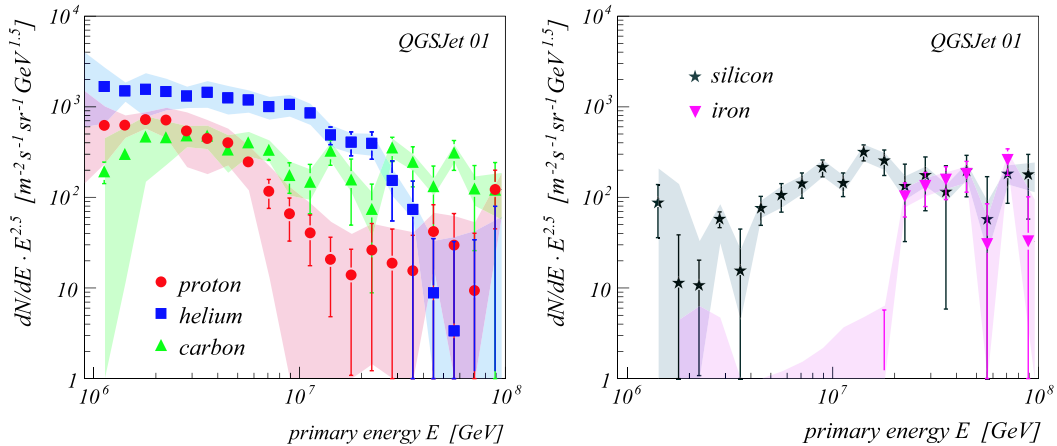 dN/dE · E^2.5 [m^-2 s^-1 sr^-1 GeV^1.5]
10^4
10^3
10^2
10
1
QGSJet 01
proton
helium
carbon
10^6
10^7
10^8
primary energy E [GeV]
dN/dE · E^2.5 [m^-2 s^-1 sr^-1 GeV^1.5]
10^4
10^3
10^2
10
1
QGSJet 01
silicon
iron
10^6
10^7
10^8
primary energy E [GeV]